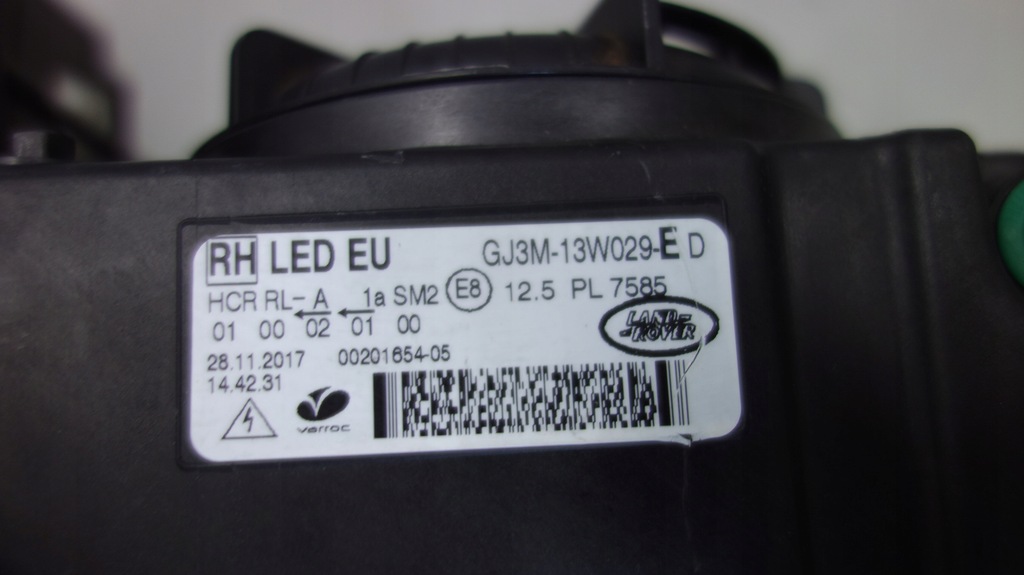 RH LED EU GJ3M-13W029-E D
HCR RL- A 1a SM2 E8 12.5 PL 7585
01 00 02 01 00
LAND-
-ROVER
28.11.2017 00201654-05
14.42.31
varroc